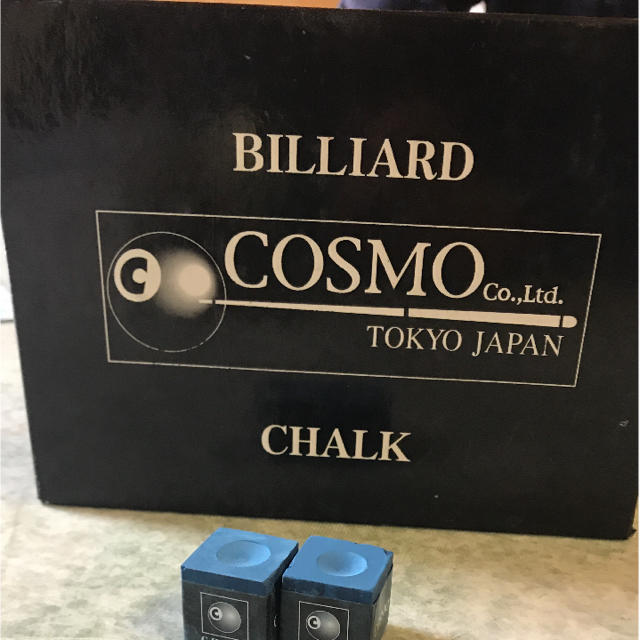 BILLIARD
C
COSMO Co.,Ltd.
TOKYO JAPAN
CHALK
C
C